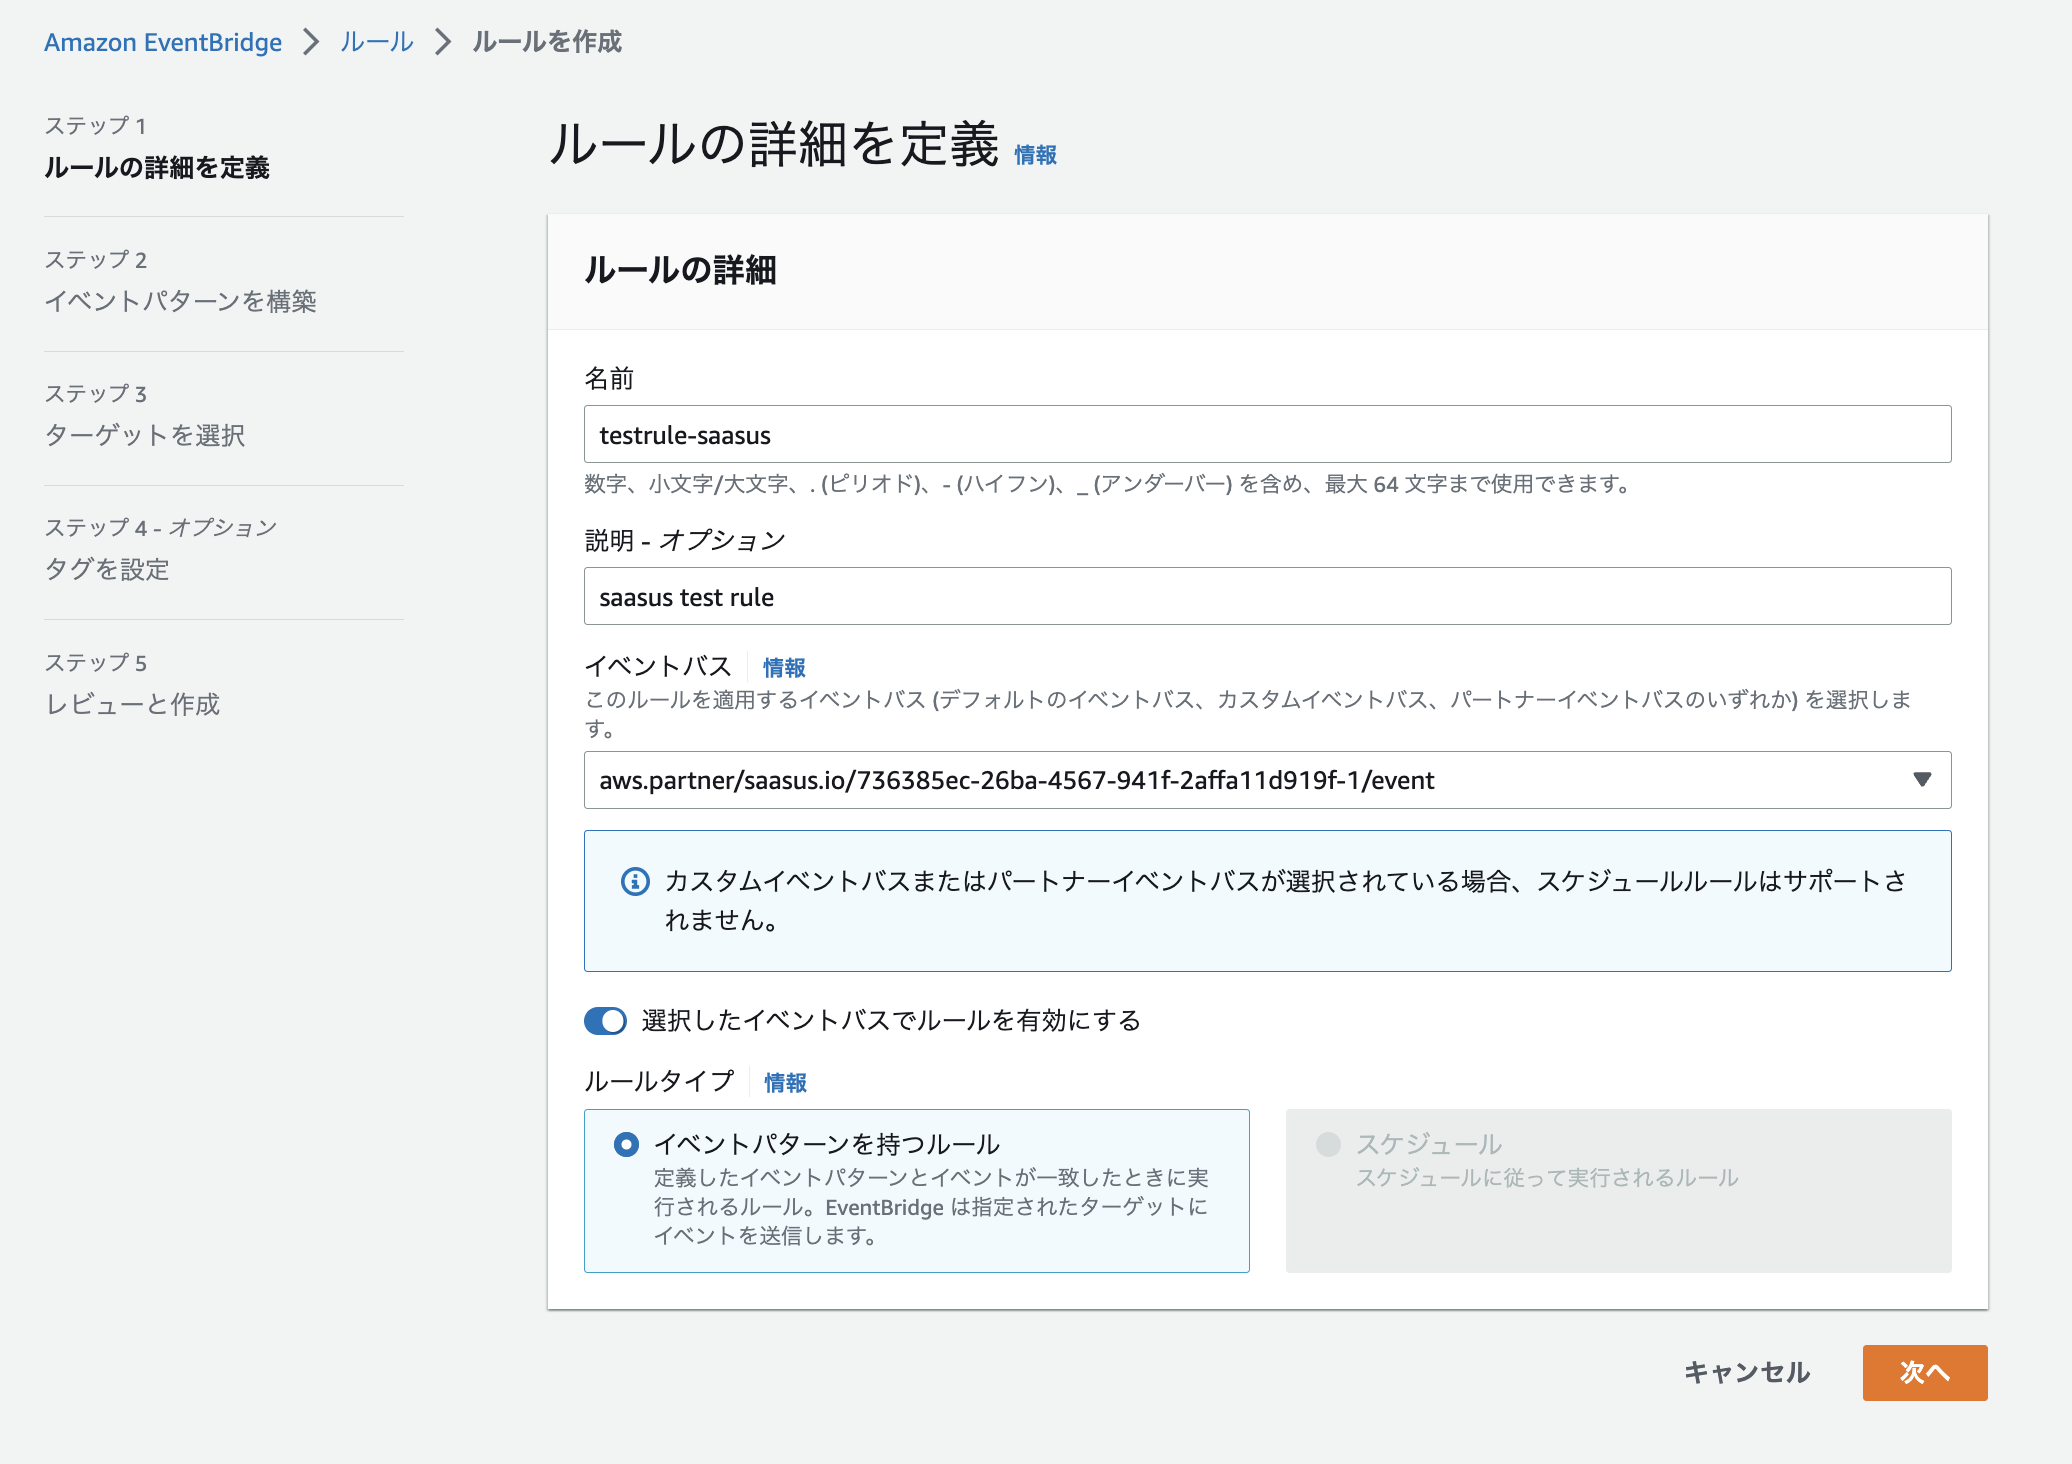 Amazon EventBridge > ルール > ルールを作成
ステップ 1
ルールの詳細を定義
ステップ 2
イベントパターンを構築
ステップ 3
ターゲットを選択
ステップ 4 - オプション
タグを設定
ステップ 5
レビューと作成
ルールの詳細を定義 情報
ルールの詳細
名前
testrule-saasus
数字、小文字/大文字、. (ピリオド)、- (ハイフン)、_ (アンダーバー) を含め、最大 64 文字まで使用できます。
説明 - オプション
saasus test rule
イベントバス 情報
このルールを適用するイベントバス (デフォルトのイベントバス、カスタムイベントバス、パートナーイベントバスのいずれか) を選択しま
す。
aws.partner/saasus.io/736385ec-26ba-4567-941f-2affa11d919f-1/event
カスタムイベントバスまたはパートナーイベントバスが選択されている場合、スケジュールルールはサポートさ
れません。
選択したイベントバスでルールを有効にする
ルールタイプ 情報
イベントパターンを持つルール
定義したイベントパターンとイベントが一致したときに実
行されるルール。EventBridge は指定されたターゲットに
イベントを送信します。
スケジュール
スケジュールに従って実行されるルール
キャンセル
次へ